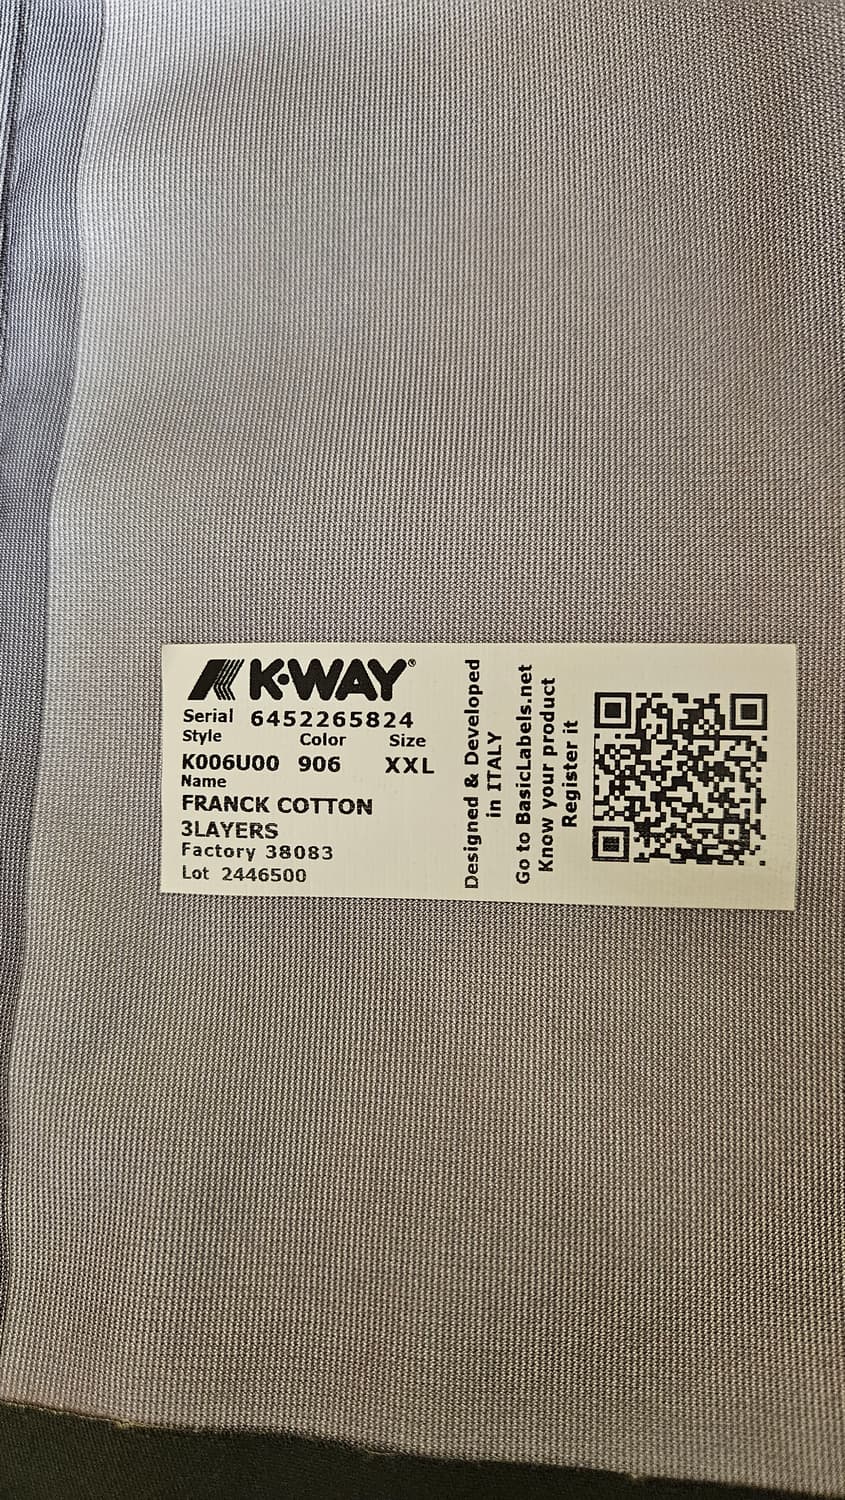 K·WAY®
Serial 6452265824
Style Color Size
K006U00 906 XXL
Name
FRANCK COTTON
3LAYERS
Factory 38083
Lot 2446500
Designed & Developed
in ITALY
Go to BasicLabels.net
Know your product
Register it